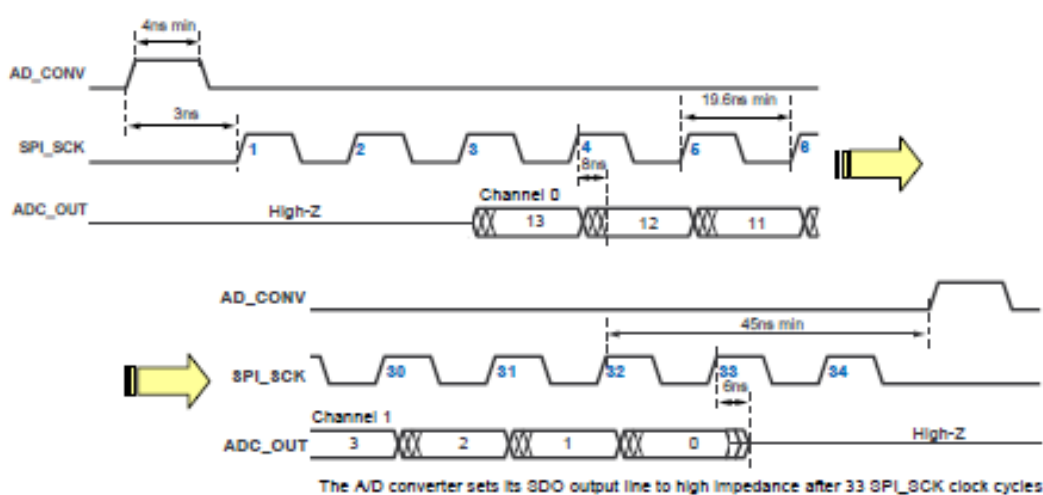 4ns min
AD_CONV
3ns
19.6ns min
SPI_SCK
1 2 3 4 5 6
8ns
Channel 0
ADC_OUT
High-Z
13 12 11
AD_CONV
45ns min
SPI_SCK
30 31 32 33 34
6ns
Channel 1
ADC_OUT
3 2 1 0
High-Z
The A/D converter sets its SDO output line to high impedance after 33 SPI_SCK clock cycles